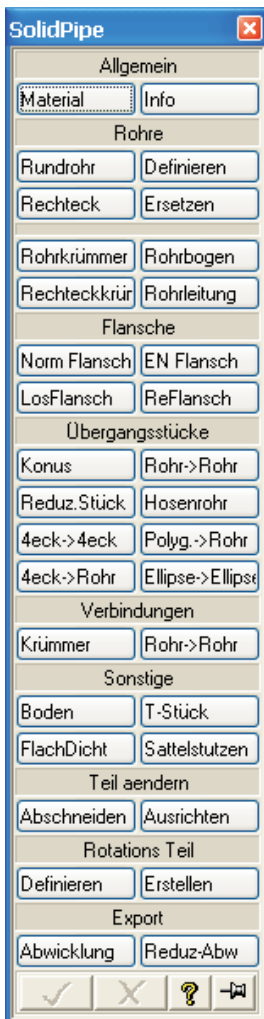 SolidPipe
Allgemein
Material Info
Rohre
Rundrohr Definieren
Rechteck Ersetzen
Rohrkrümmer Rohrbogen
Rechteckkrür Rohrleitung
Flansche
Norm Flansch EN Flansch
LosFlansch ReFlansch
Übergangsstücke
Konus Rohr->Rohr
Reduz.Stück Hosenrohr
4eck->4eck Polyg.->Rohr
4eck->Rohr Ellipse->Ellipse
Verbindungen
Krümmer Rohr->Rohr
Sonstige
Boden T-Stück
FlachDicht Sattelstutzen
Teil aendern
Abschneiden Ausrichten
Rotations Teil
Definieren Erstellen
Export
Abwicklung Reduz-Abw
?